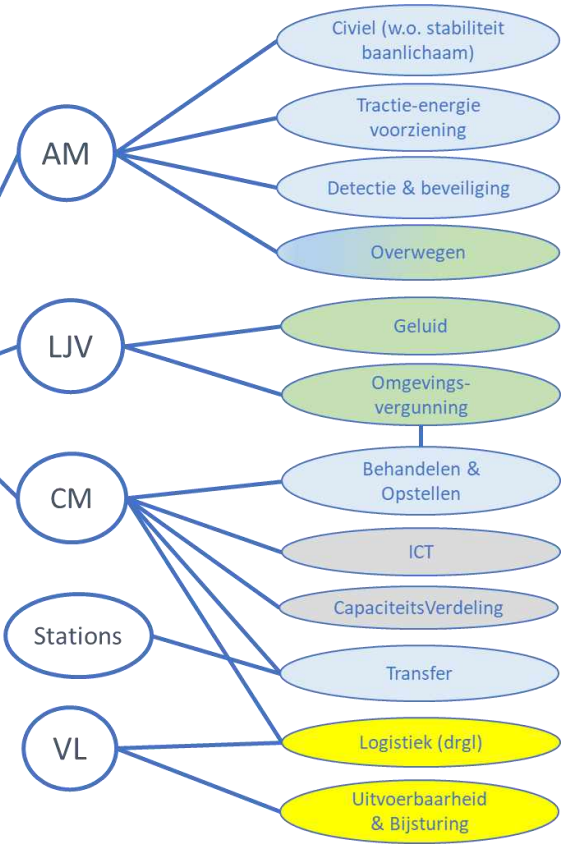 AM
Civiel (w.o. stabiliteit
baanlichaam)
Tractie-energie
voorziening
Detectie & beveiliging
Overwegen
LJV
Geluid
Omgevings-
vergunning
CM
Behandelen &
Opstellen
ICT
CapaciteitsVerdeling
Stations
Transfer
VL
Logistiek (drgl)
Uitvoerbaarheid
& Bijsturing